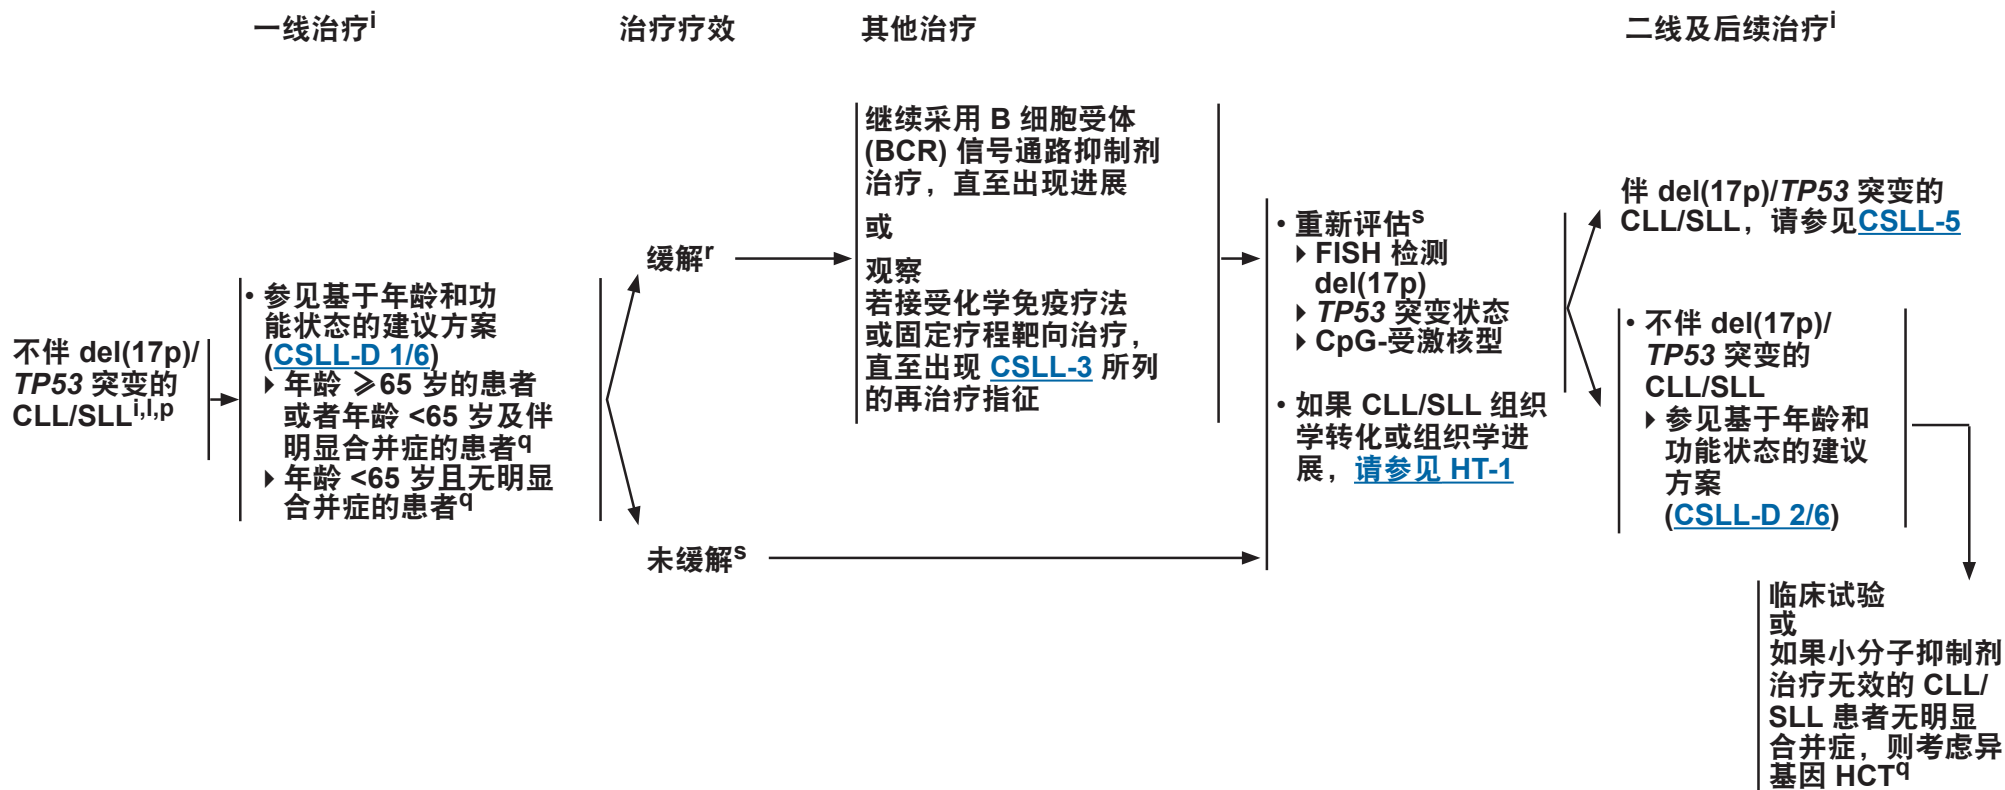 一线治疗i
治疗疗效
其他治疗
二线及后续治疗i
不伴 del(17p)/
TP53 突变的
CLL/SLLi,l,p
• 参见基于年龄和功
能状态的建议方案
(CSLL-D 1/6)
▸ 年龄 ≥65 岁的患者
或者年龄 <65 岁及伴
明显合并症的患者q
▸ 年龄 <65 岁且无明显
合并症的患者q
缓解r
未缓解s
继续采用 B 细胞受体
(BCR) 信号通路抑制剂
治疗，直至出现进展
或
观察
若接受化学免疫疗法
或固定疗程靶向治疗，
直至出现 CSLL-3 所列
的再治疗指征
• 重新评估s
▸ FISH 检测
del(17p)
▸ TP53 突变状态
▸ CpG-受激核型
• 如果 CLL/SLL 组织
学转化或组织学进
展，请参见 HT-1
伴 del(17p)/TP53 突变的
CLL/SLL，请参见CSLL-5
• 不伴 del(17p)/
TP53 突变的
CLL/SLL
▸ 参见基于年龄和
功能状态的建议
方案
(CSLL-D 2/6)
临床试验
或
如果小分子抑制剂
治疗无效的 CLL/
SLL 患者无明显
合并症，则考虑异
基因 HCTq